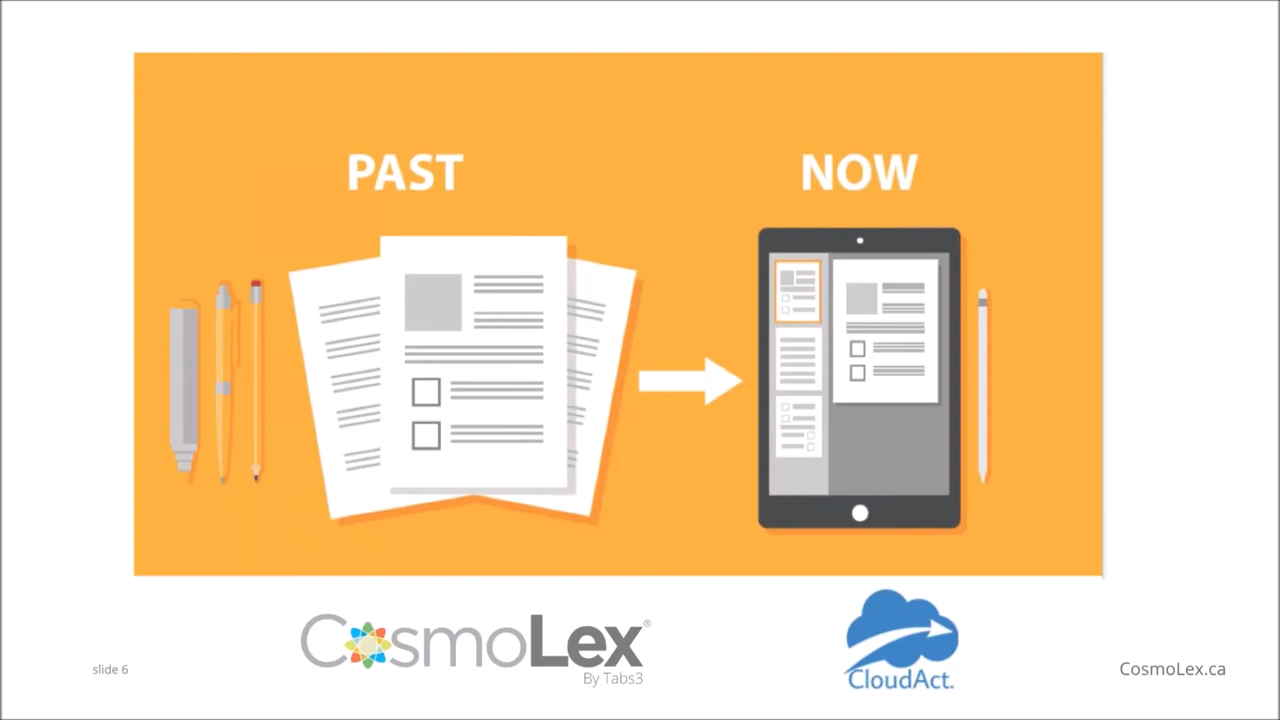 PAST
NOW
CosmoLex®
By Tabs3
CloudAct.
slide 6
CosmoLex.ca